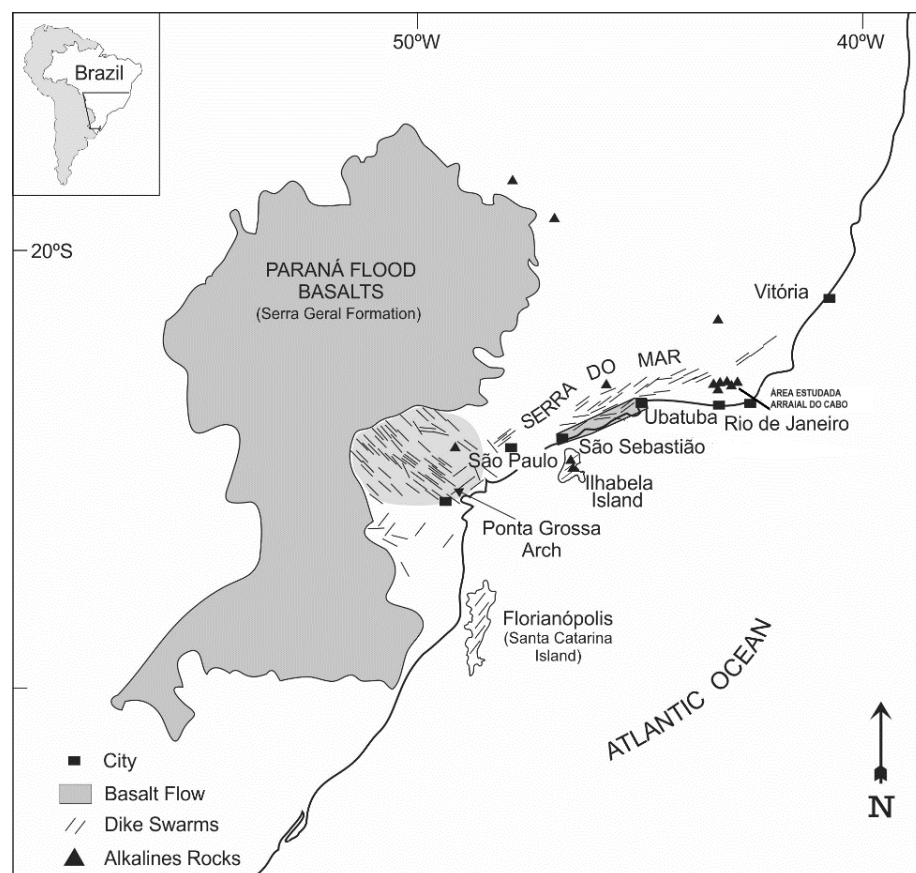 50°W
40°W
Brazil
20ºS
PARANÁ FLOOD
BASALTS
(Serra Geral Formation)
Vitória
SERRA DO MAR
ÁREA ESTUDADA
ARRAIAL DO CABO
Ubatuba
Rio de Janeiro
São Sebastião
São Paulo
Ilhabela
Island
Ponta Grossa
Arch
Florianópolis
(Santa Catarina
Island)
ATLANTIC OCEAN
City
Basalt Flow
Dike Swarms
Alkalines Rocks
N